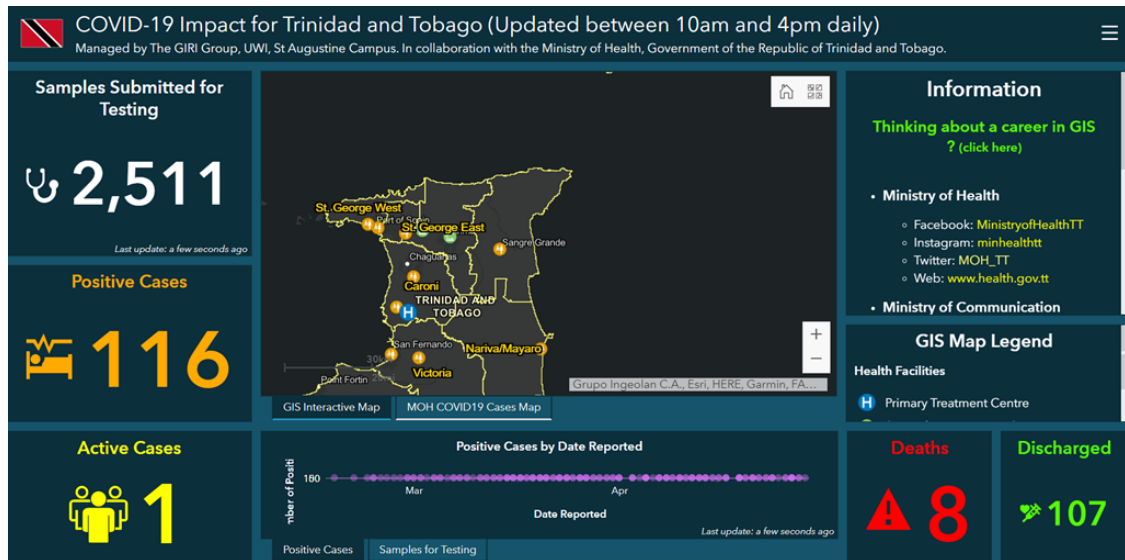 COVID-19 Impact for Trinidad and Tobago (Updated between 10am and 4pm daily)
Managed by The GIRI Group, UWI, St Augustine Campus. In collaboration with the Ministry of Health, Government of the Republic of Trinidad and Tobago.
Samples Submitted for
Testing
2,511
Last update: a few seconds ago
Positive Cases
116
Active Cases
1
St. George West
Port of Spain
St. George East
Sangre Grande
Chaguanas
Caroni
TRINIDAD AND
TOBAGO
H
San Fernando
Nariva/Mayaro
Victoria
Point Fortin
+
−
Grupo Ingeolan C.A., Esri, HERE, Garmin, FA...
GIS Interactive Map
MOH COVID19 Cases Map
Positive Cases by Date Reported
mber of Positi
180
Mar
Apr
Date Reported
Last update: a few seconds ago
Positive Cases
Samples for Testing
Information
Thinking about a career in GIS
? (click here)
• Ministry of Health
Facebook: MinistryofHealthTT
Instagram: minhealthtt
Twitter: MOH_TT
Web: www.health.gov.tt
• Ministry of Communication
GIS Map Legend
Health Facilities
H Primary Treatment Centre
Deaths
8
Discharged
107